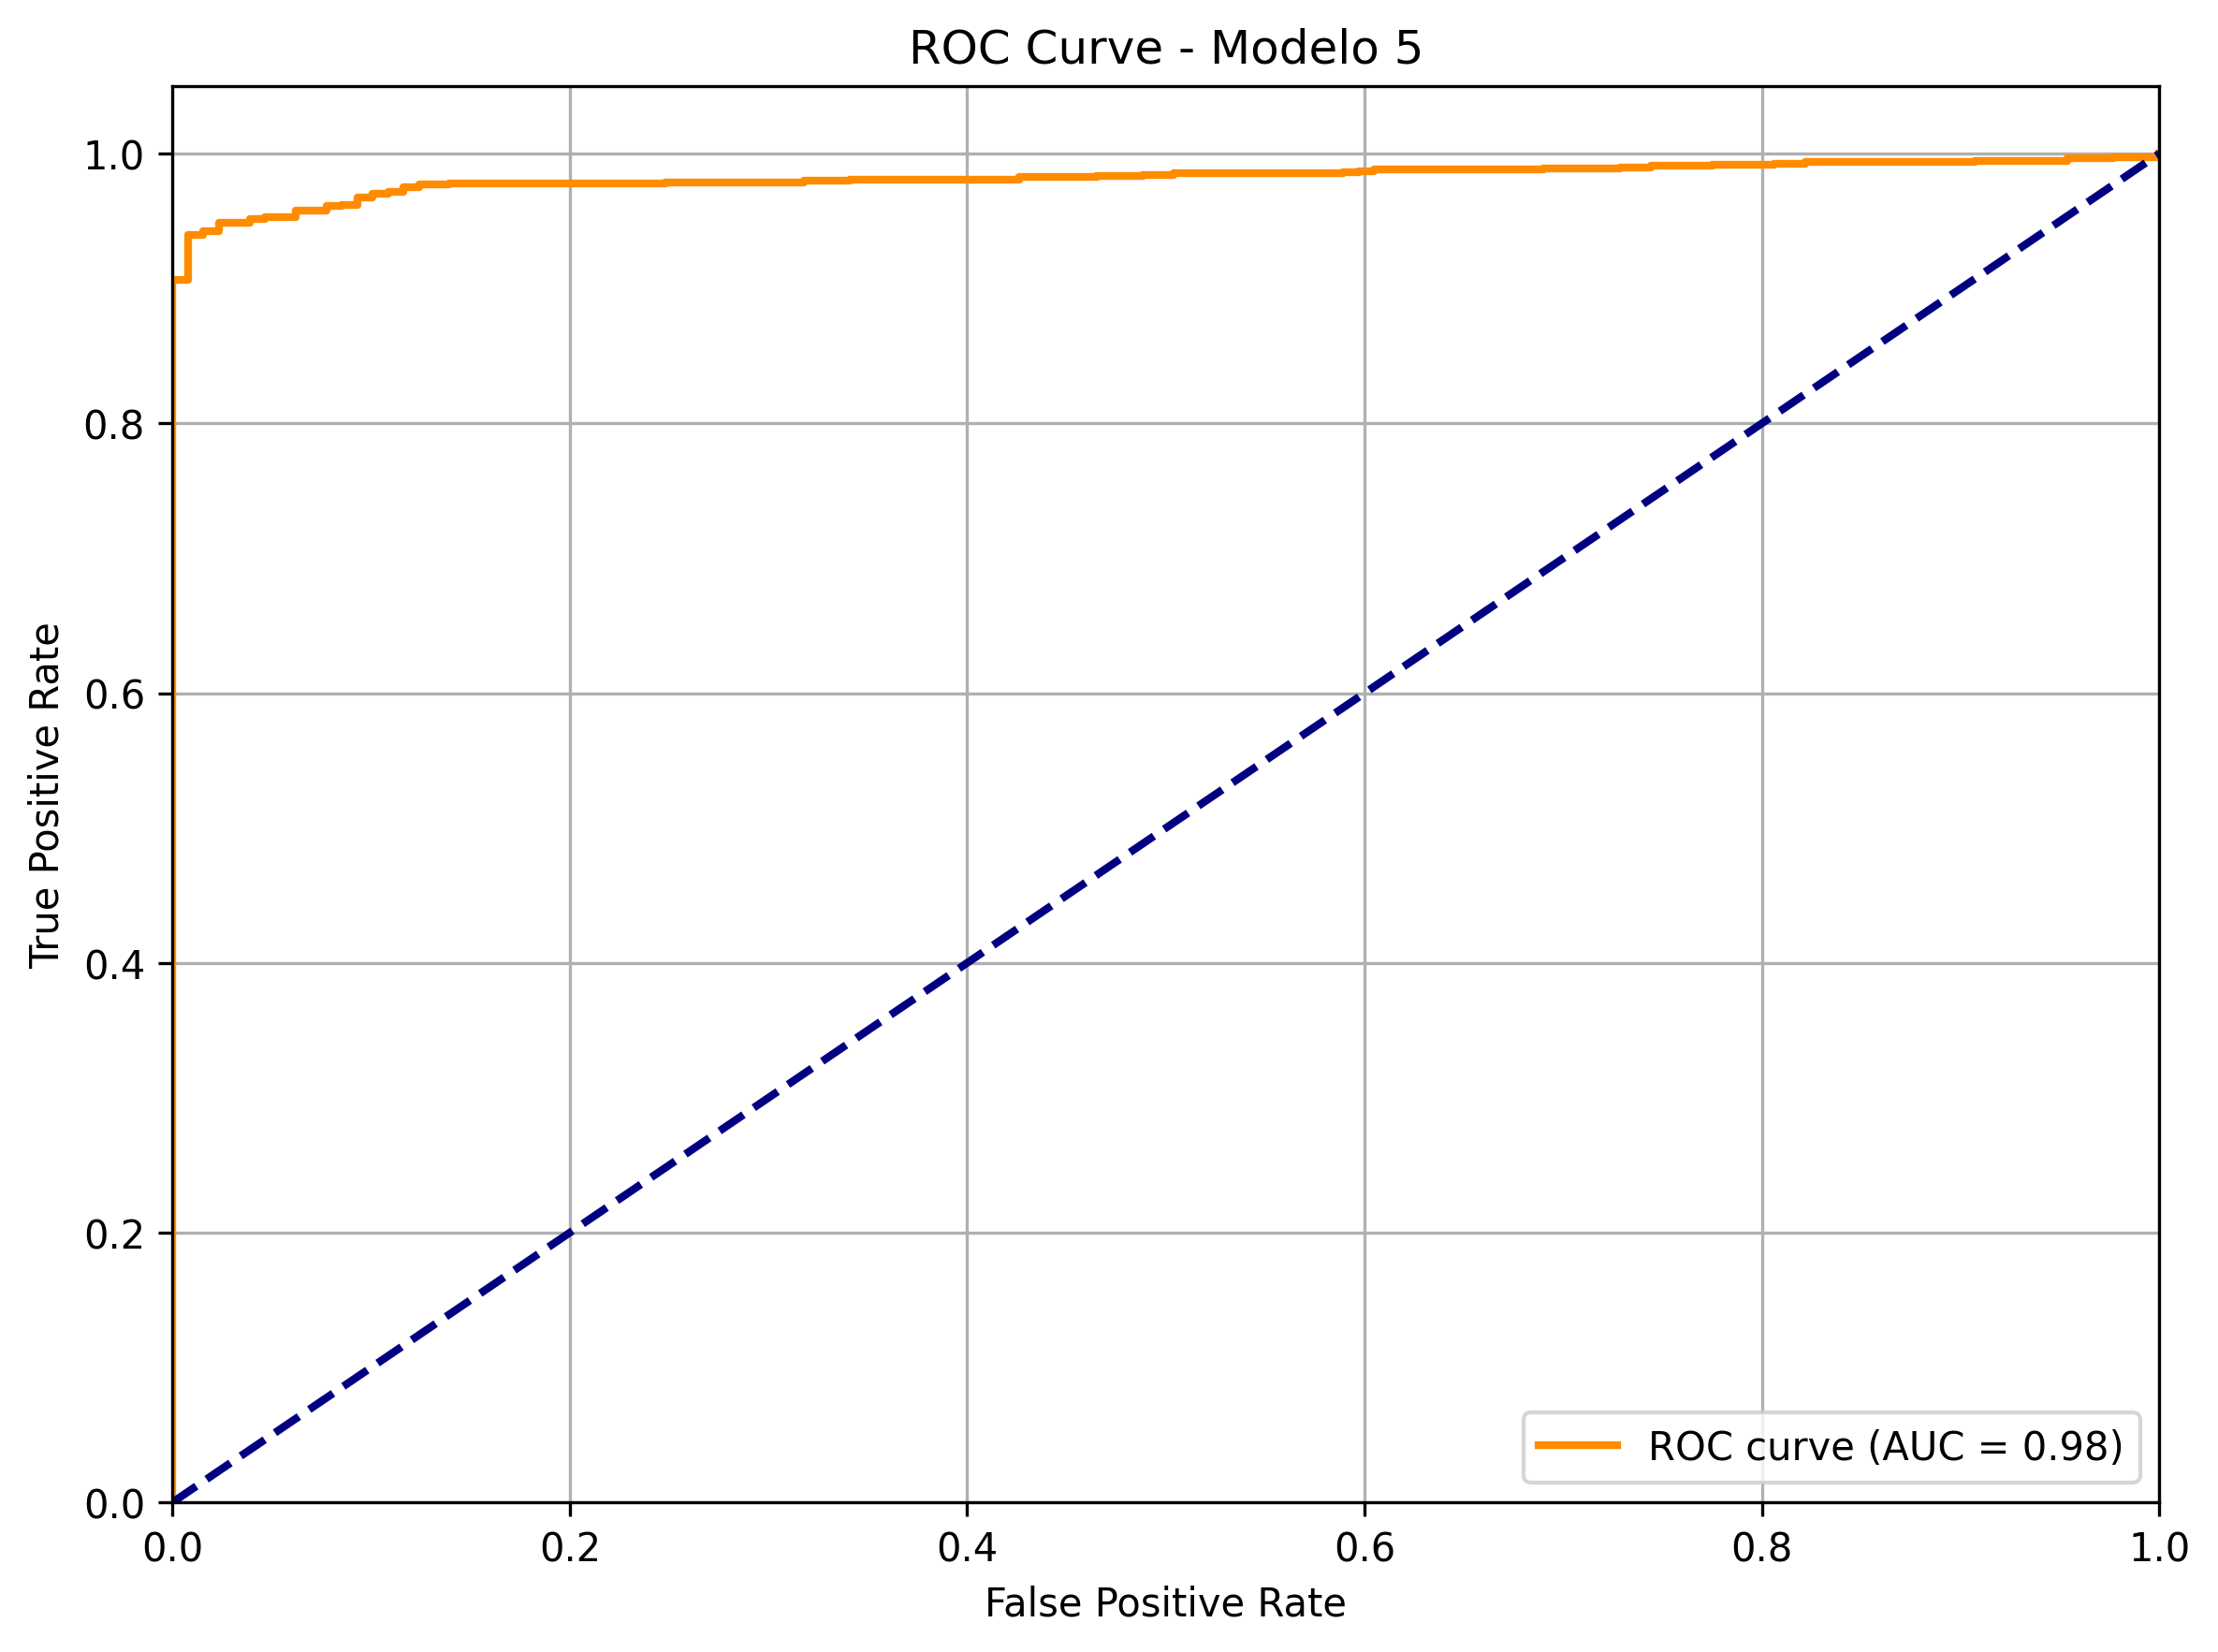 ROC Curve - Modelo 5
1.0
0.8
0.6
0.4
0.2
0.0
True Positive Rate
0.0 0.2 0.4 0.6 0.8 1.0
False Positive Rate
ROC curve (AUC = 0.98)